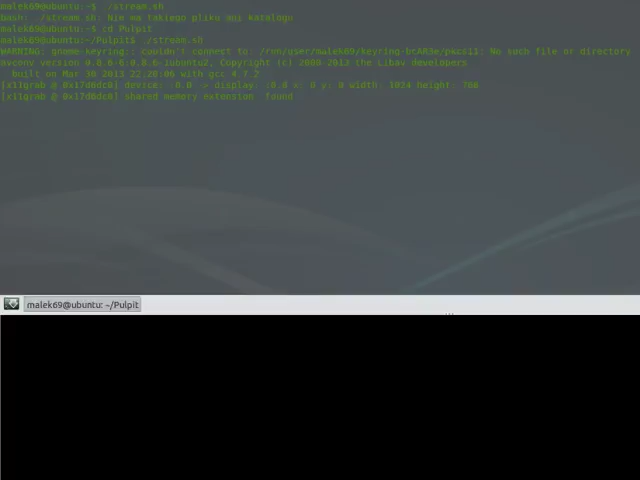 malek69@ubuntu:~$ ./stream.sh
bash: ./stream.sh: Nie ma takiego pliku ani katalogu
malek69@ubuntu:~$ cd Pulpit
malek69@ubuntu:~/Pulpit$ ./stream.sh
WARNING: gnome-keyring:: couldn't connect to: /run/user/malek69/keyring-bcAR3e/pkcs11: No such file or directory
avconv version 0.8.6-6:0.8.6-1ubuntu2, Copyright (c) 2000-2013 the Libav developers
built on Mar 30 2013 22:20:06 with gcc 4.7.2
[x11grab @ 0x17d6dc0] device: :0.0 -> display: :0.0 x: 0 y: 0 width: 1024 height: 768
[x11grab @ 0x17d6dc0] shared memory extension found
malek69@ubuntu: ~/Pulpit